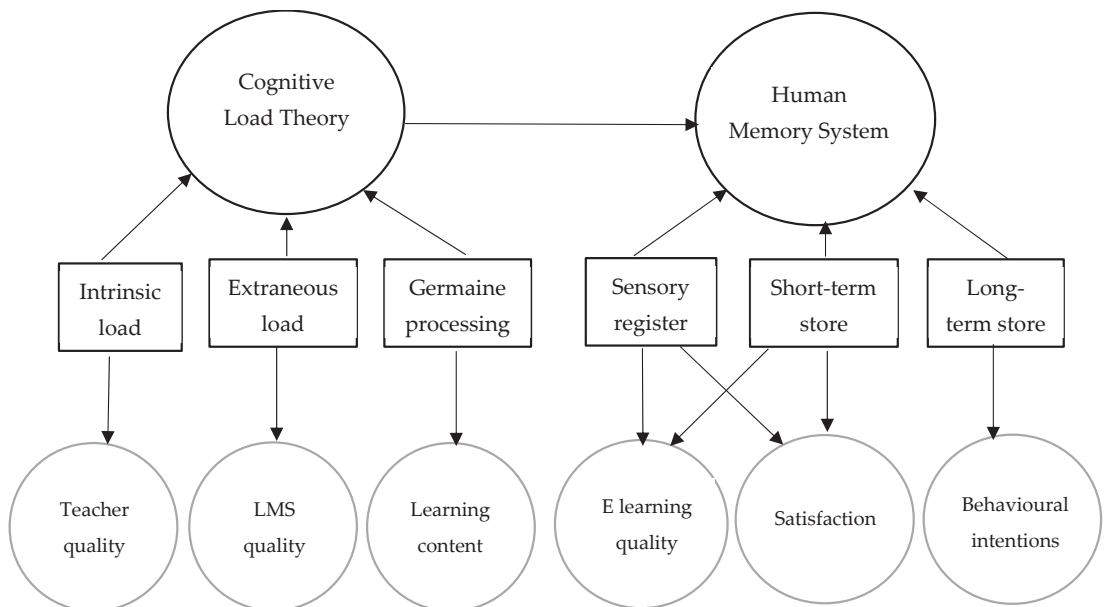 Cognitive
Load Theory
Human
Memory System
Intrinsic
load
Extraneous
load
Germaine
processing
Sensory
register
Short-term
store
Long-
term store
Teacher
quality
LMS
quality
Learning
content
E learning
quality
Satisfaction
Behavioural
intentions